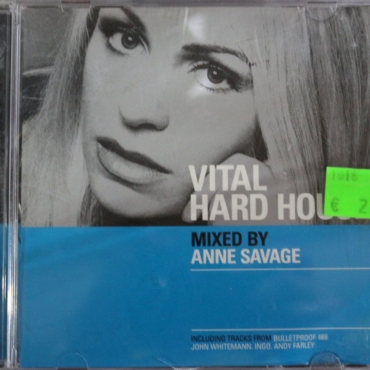 VITAL
HARD HOU
MIXED BY
ANNE SAVAGE
€ 2
INCLUDING TRACKS FROM BULLETPROOF,
JOHN WHITEMANN, INGO, ANDY FARLEY